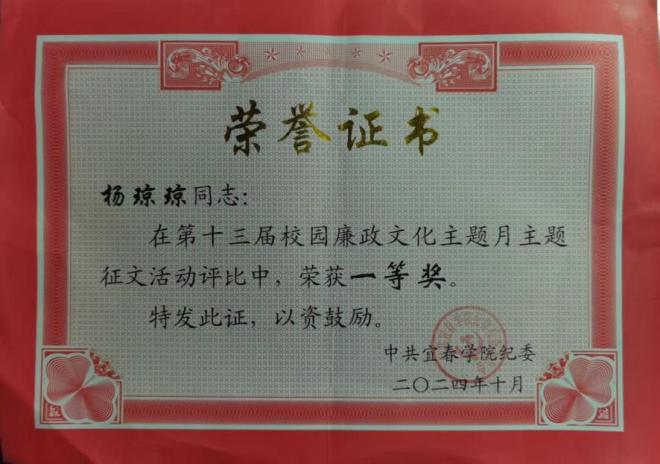 荣誉证书
杨琼琼同志：
在第十三届校园廉政文化主题月主题
征文活动评比中，荣获一等奖。
特发此证，以资鼓励。
中共宜春学院纪委
二〇二四年十月